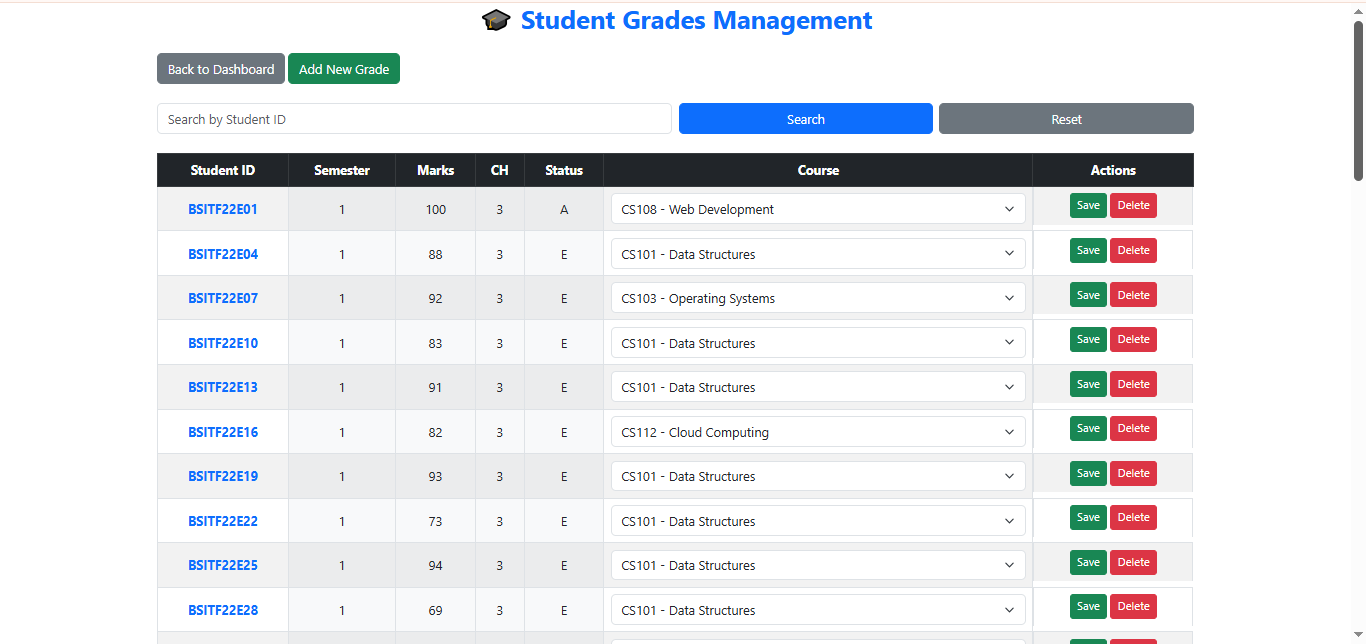 🎓 Student Grades Management
Back to Dashboard Add New Grade
Search by Student ID Search Reset
Student ID Semester Marks CH Status Course Actions
BSITF22E01 1 100 3 A CS108 - Web Development Save Delete
BSITF22E04 1 88 3 E CS101 - Data Structures Save Delete
BSITF22E07 1 92 3 E CS103 - Operating Systems Save Delete
BSITF22E10 1 83 3 E CS101 - Data Structures Save Delete
BSITF22E13 1 91 3 E CS101 - Data Structures Save Delete
BSITF22E16 1 82 3 E CS112 - Cloud Computing Save Delete
BSITF22E19 1 93 3 E CS101 - Data Structures Save Delete
BSITF22E22 1 73 3 E CS101 - Data Structures Save Delete
BSITF22E25 1 94 3 E CS101 - Data Structures Save Delete
BSITF22E28 1 69 3 E CS101 - Data Structures Save Delete